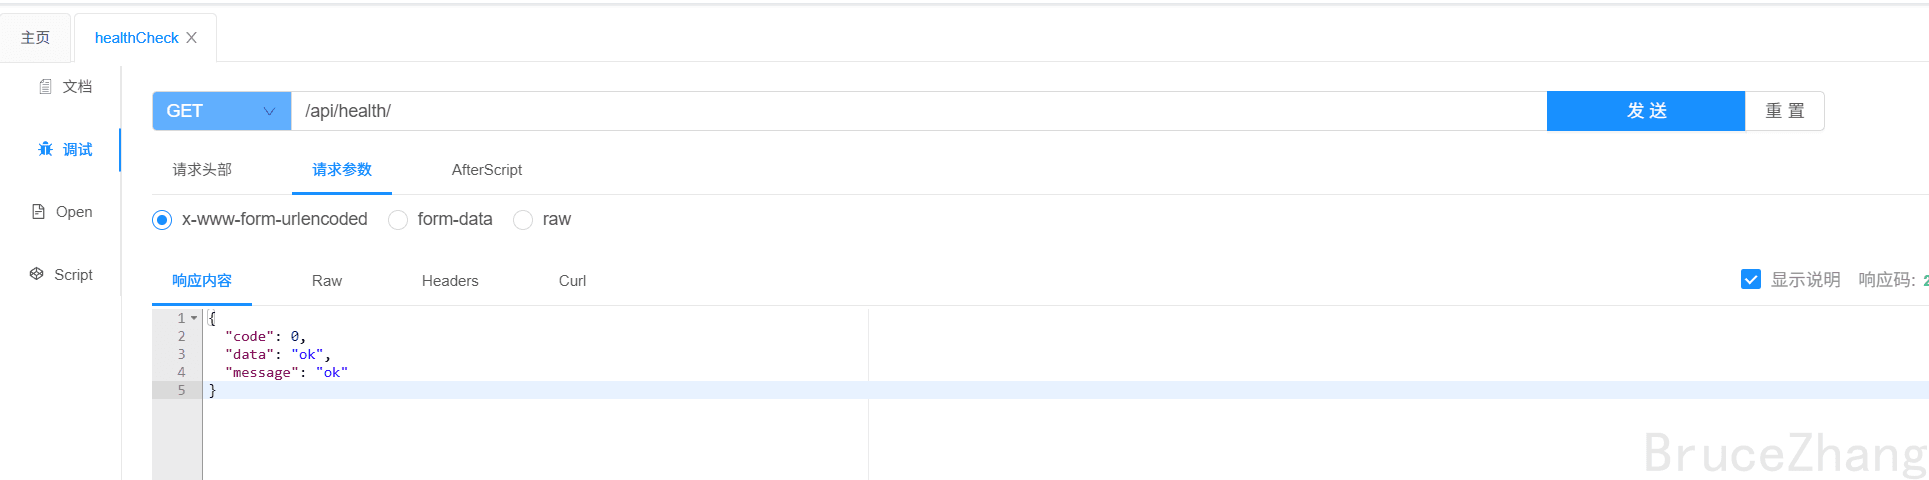 主页
healthCheck
文档
调试
Open
Script
GET
/api/health/
发 送
重 置
请求头部
请求参数
AfterScript
x-www-form-urlencoded
form-data
raw
响应内容
Raw
Headers
Curl
显示说明
响应码: 2
1 {
2 "code": 0,
3 "data": "ok",
4 "message": "ok"
5 }
BruceZhang